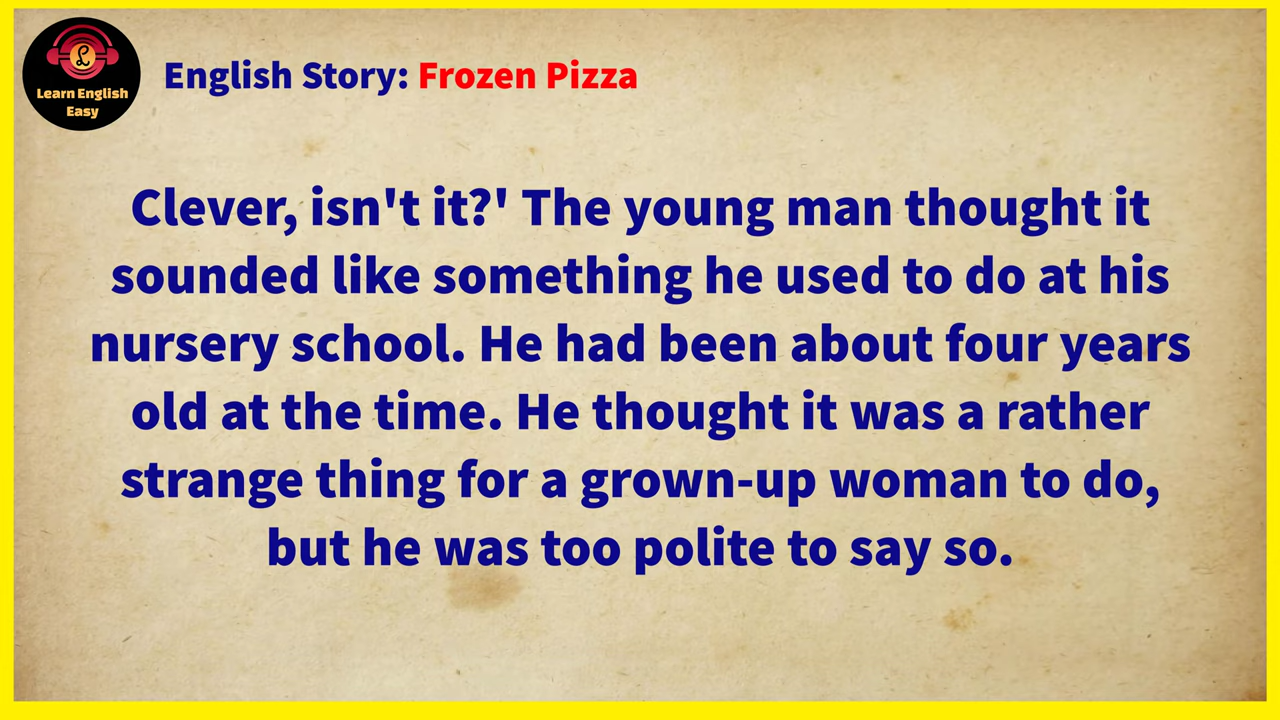 Learn English
Easy
English Story: Frozen Pizza
Clever, isn't it?' The young man thought it
sounded like something he used to do at his
nursery school. He had been about four years
old at the time. He thought it was a rather
strange thing for a grown-up woman to do,
but he was too polite to say so.